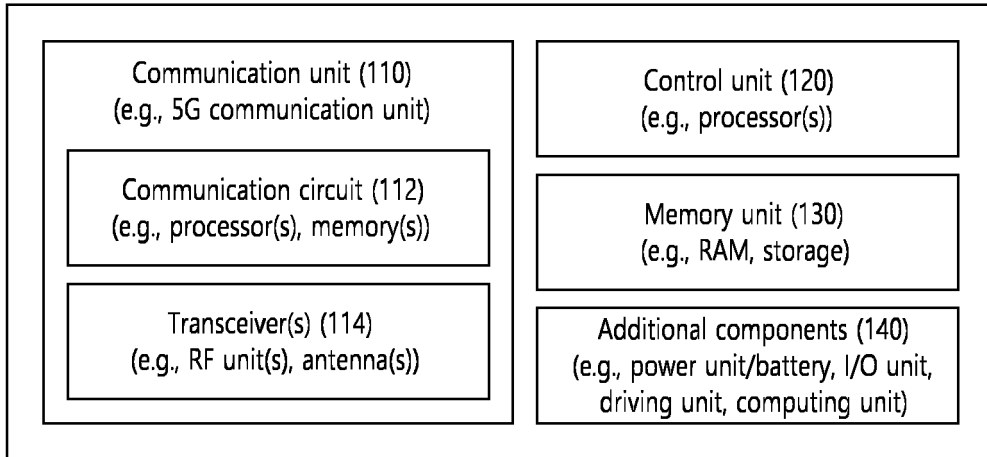 Communication unit (110)
(e.g., 5G communication unit)
Communication circuit (112)
(e.g., processor(s), memory(s))
Transceiver(s) (114)
(e.g., RF unit(s), antenna(s))
Control unit (120)
(e.g., processor(s))
Memory unit (130)
(e.g., RAM, storage)
Additional components (140)
(e.g., power unit/battery, I/O unit,
driving unit, computing unit)